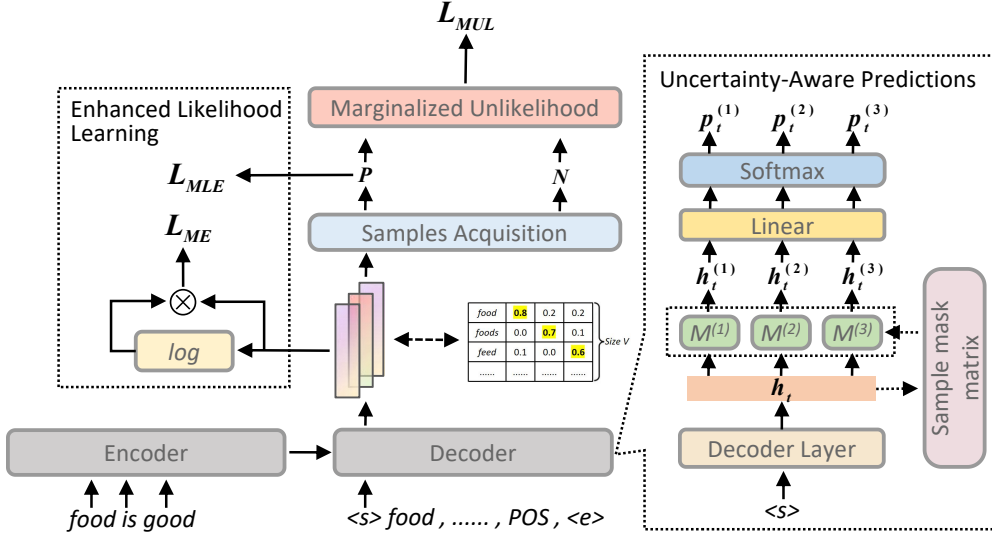 L_MUL
Marginalized Unlikelihood
Enhanced Likelihood
Learning
L_MLE
P
N
Samples Acquisition
L_ME
log
food 0.8 0.2 0.2
foods 0.0 0.7 0.1
feed 0.1 0.0 0.6
...... ...... ...... ......
Size V
Encoder
Decoder
food is good
<s> food , ...... , POS , <e>
Uncertainty-Aware Predictions
p_t^(1) p_t^(2) p_t^(3)
Softmax
Linear
h_t^(1) h_t^(2) h_t^(3)
M^(1) M^(2) M^(3)
h_t
Sample mask
matrix
Decoder Layer
<s>